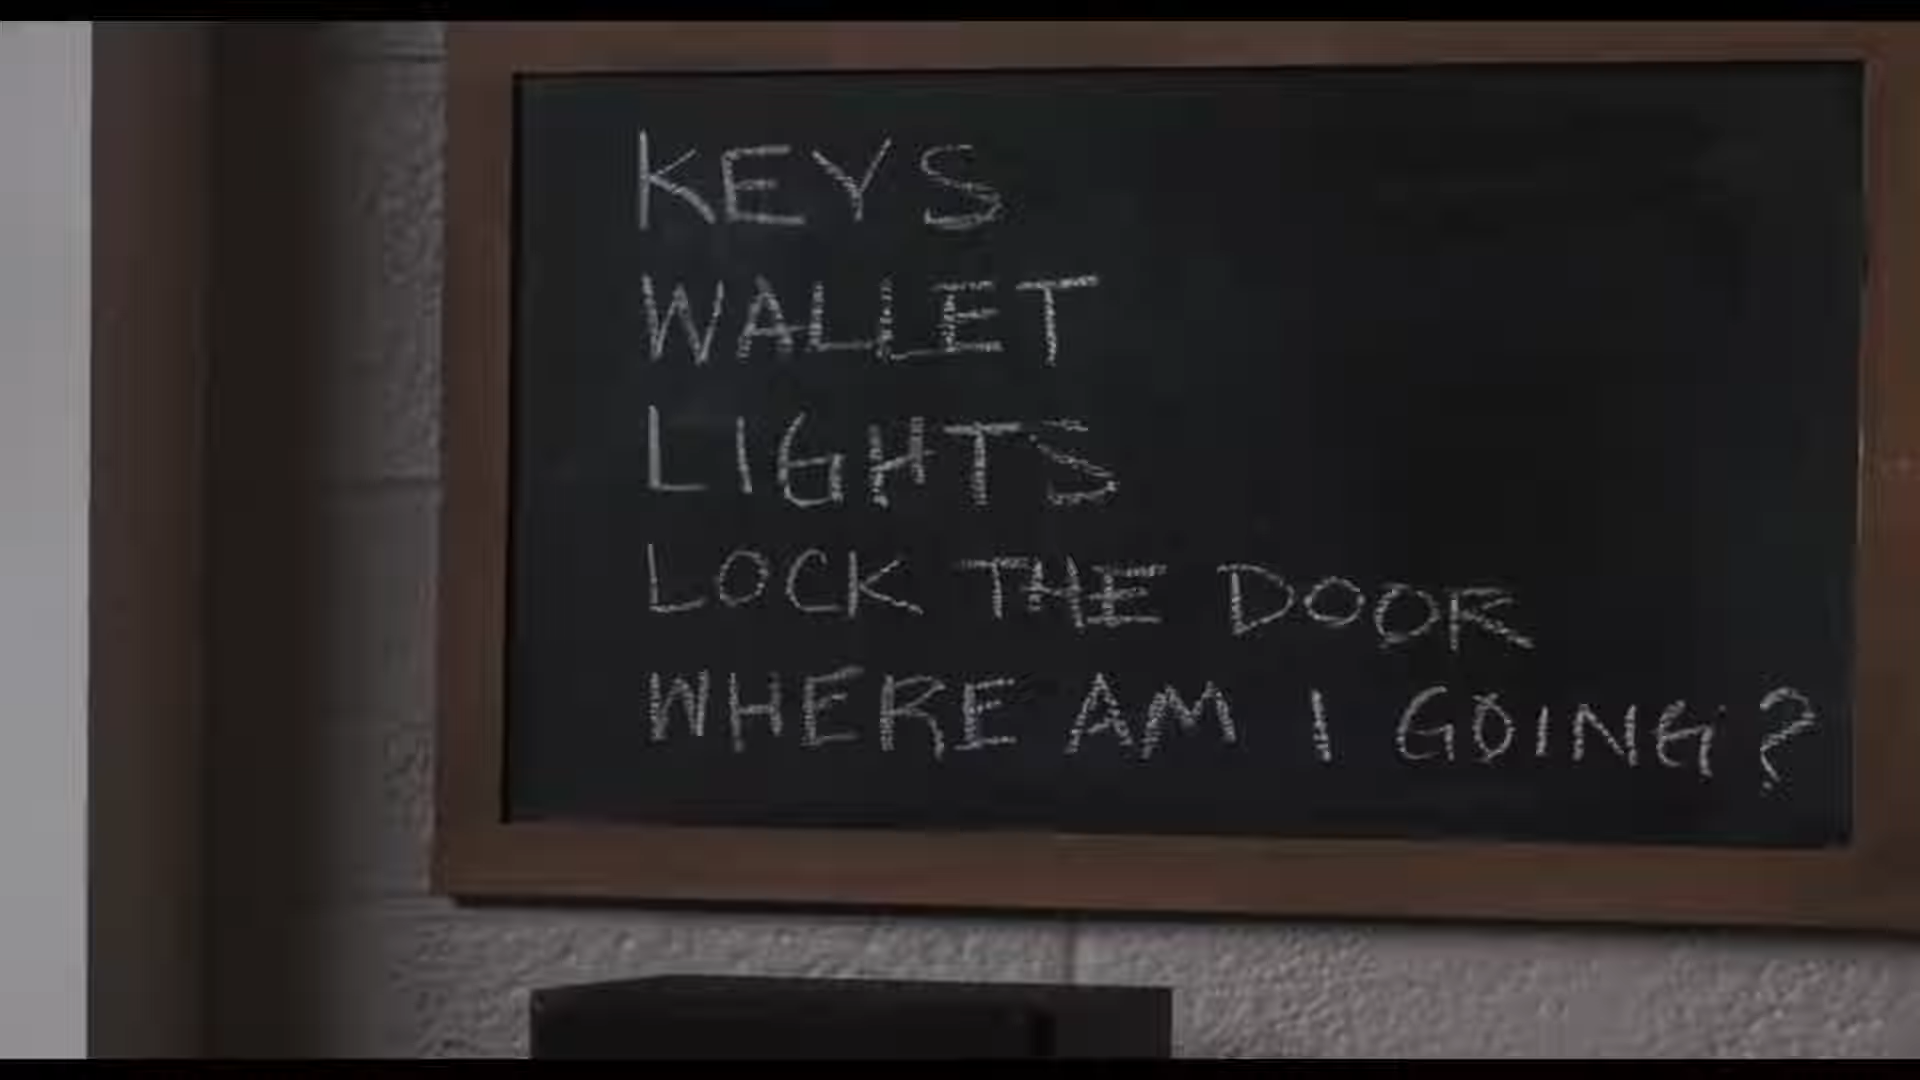 KEYS
WALLET
LIGHTS
LOCK THE DOOR
WHERE AM I GOING?